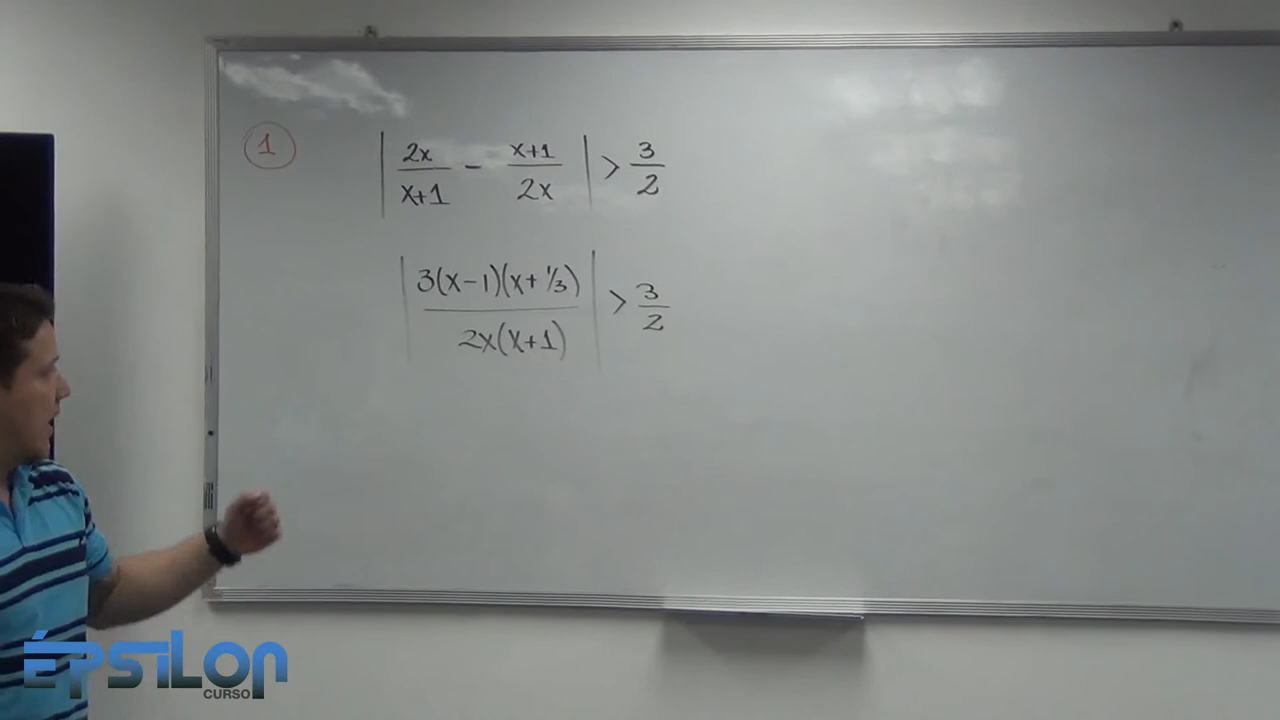 1
| 2x/(x+1) - (x+1)/2x | > 3/2
| 3(x-1)(x+1/3) / 2x(x+1) | > 3/2
ÉPSILON
CURSO